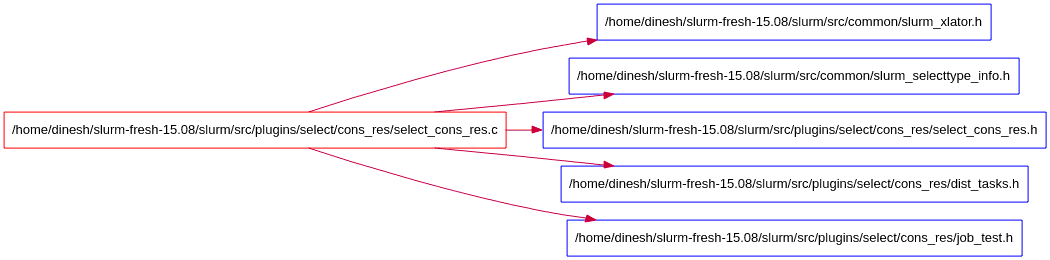 /home/dinesh/slurm-fresh-15.08/slurm/src/common/slurm_xlator.h
/home/dinesh/slurm-fresh-15.08/slurm/src/common/slurm_selecttype_info.h
/home/dinesh/slurm-fresh-15.08/slurm/src/plugins/select/cons_res/select_cons_res.c
/home/dinesh/slurm-fresh-15.08/slurm/src/plugins/select/cons_res/select_cons_res.h
/home/dinesh/slurm-fresh-15.08/slurm/src/plugins/select/cons_res/dist_tasks.h
/home/dinesh/slurm-fresh-15.08/slurm/src/plugins/select/cons_res/job_test.h